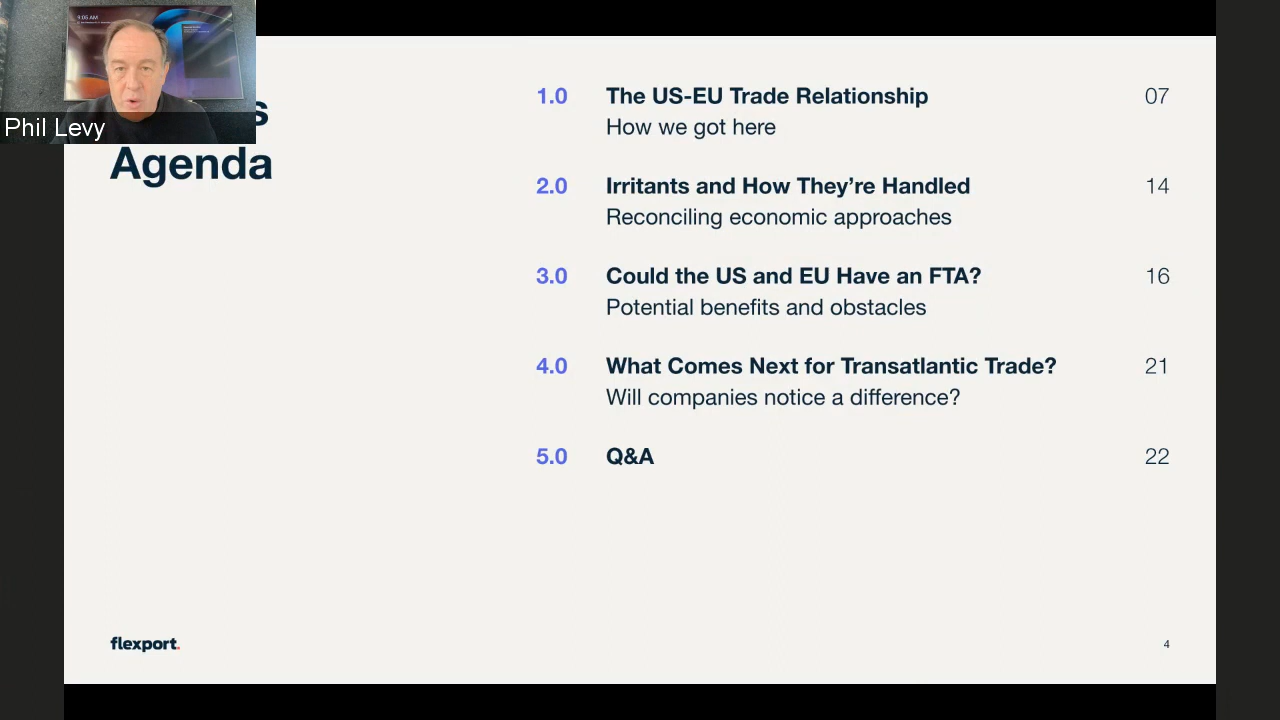 9:05 AM
Phil Levy
Agenda
1.0 The US-EU Trade Relationship 07
How we got here
2.0 Irritants and How They’re Handled 14
Reconciling economic approaches
3.0 Could the US and EU Have an FTA? 16
Potential benefits and obstacles
4.0 What Comes Next for Transatlantic Trade? 21
Will companies notice a difference?
5.0 Q&A 22
flexport.
4